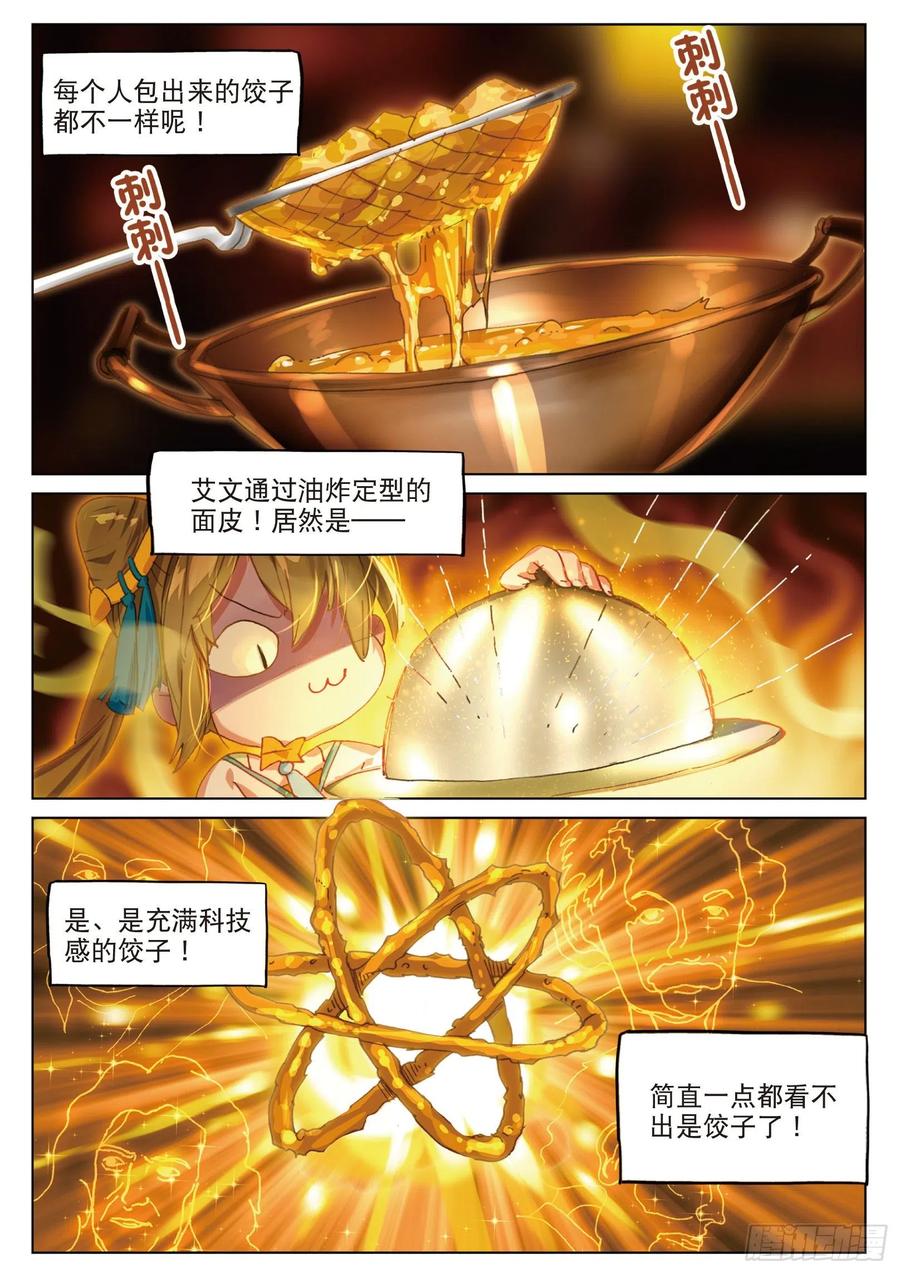 每个人包出来的饺子
都不一样呢！
刺刺——
刺刺——
艾文通过油炸定型的
面皮！居然是——
是、是充满科技
感的饺子！
简直一点都看不
出是饺子了！
腾讯动漫